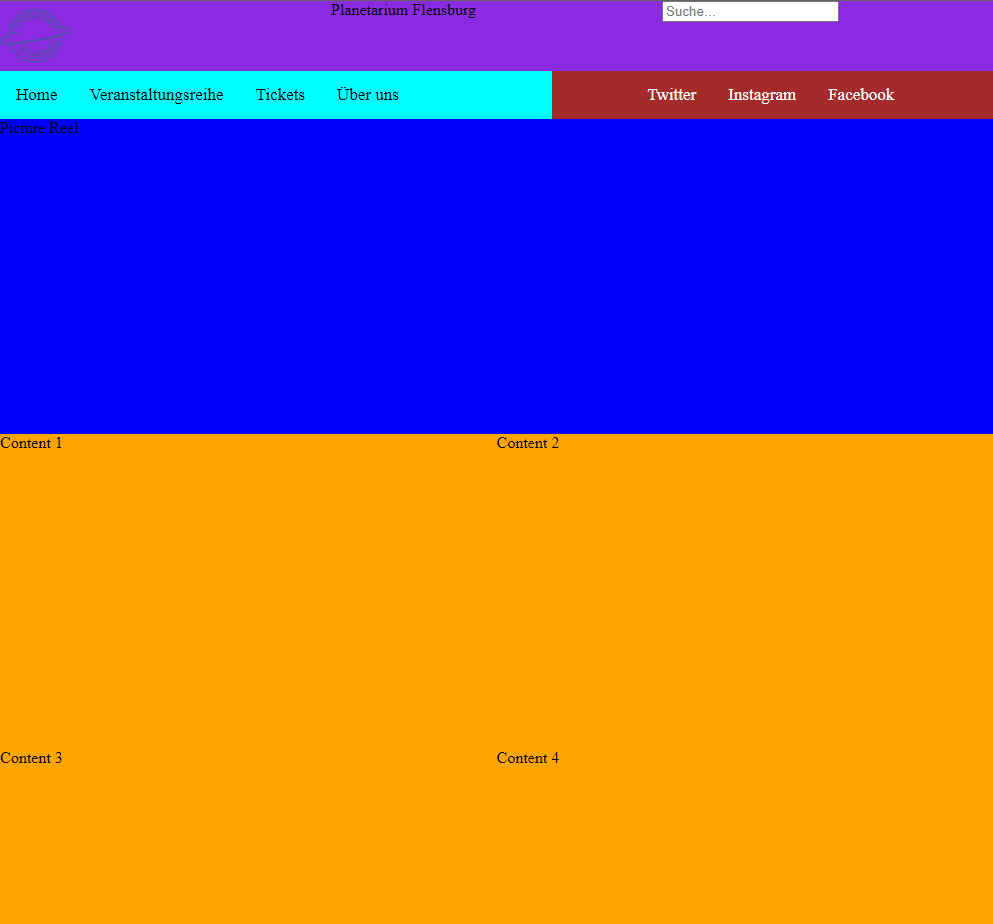 Planetarium Flensburg
Suche...
Home Veranstaltungsreihe Tickets Über uns Twitter Instagram Facebook
Picture Reel
Content 1 Content 2
Content 3 Content 4